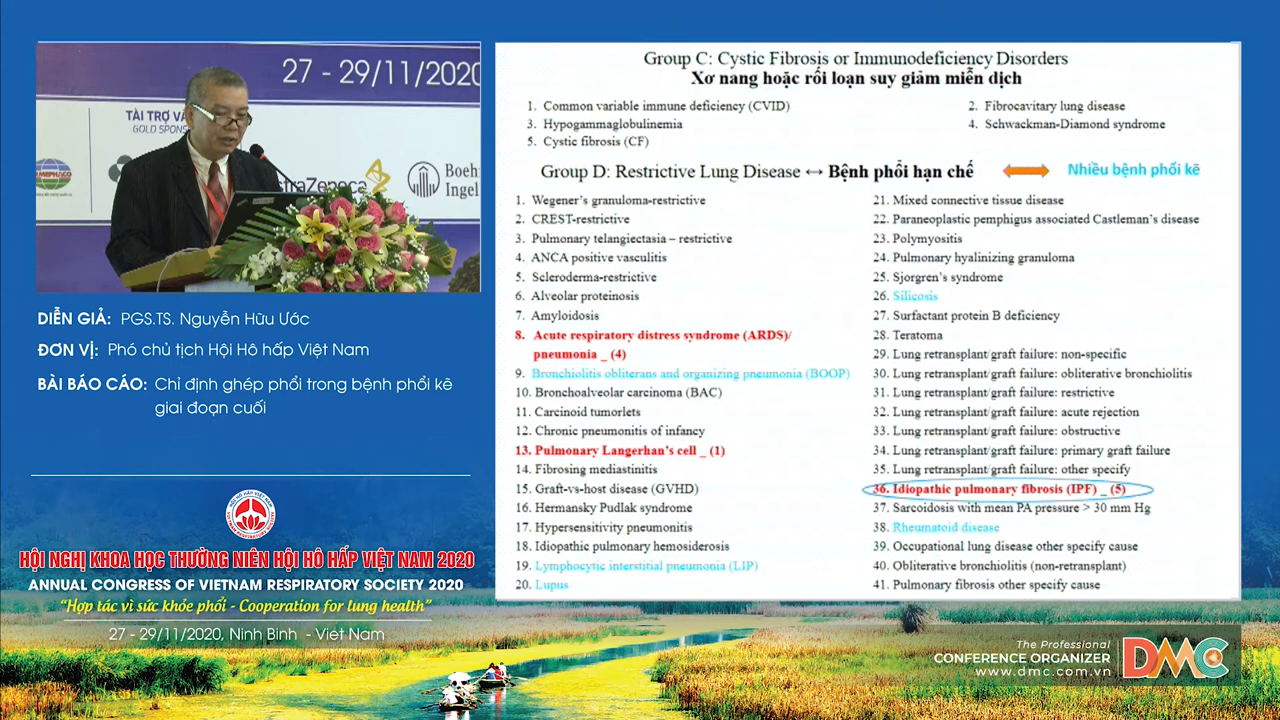 27 - 29/11/2020
TÀI TRỢ VÀ
GOLD SPONS
MEPHACO
straZeneca
Boehr
Ingel
DIỄN GIẢ: PGS.TS. Nguyễn Hữu Ước
ĐƠN VỊ: Phó chủ tịch Hội Hô hấp Việt Nam
BÀI BÁO CÁO: Chỉ định ghép phổi trong bệnh phổi kẽ
giai đoạn cuối
HỘI NGHỊ KHOA HỌC THƯỜNG NIÊN HỘI HÔ HẤP VIỆT NAM 2020
ANNUAL CONGRESS OF VIETNAM RESPIRATORY SOCIETY 2020
“Hợp tác vì sức khỏe phổi - Cooperation for lung health”
27 - 29/11/2020, Ninh Bình - Việt Nam
Group C: Cystic Fibrosis or Immunodeficiency Disorders
Xơ nang hoặc rối loạn suy giảm miễn dịch
1. Common variable immune deficiency (CVID)
2. Fibrocavitary lung disease
3. Hypogammaglobulinemia
4. Schwackman-Diamond syndrome
5. Cystic fibrosis (CF)
Group D: Restrictive Lung Disease ↔ Bệnh phổi hạn chế
Nhiều bệnh phổi kẽ
1. Wegener’s granuloma-restrictive
2. CREST-restrictive
3. Pulmonary telangiectasia – restrictive
4. ANCA positive vasculitis
5. Scleroderma-restrictive
6. Alveolar proteinosis
7. Amyloidosis
8. Acute respiratory distress syndrome (ARDS)/
pneumonia _ (4)
9. Bronchiolitis obliterans and organizing pneumonia (BOOP)
10. Bronchoalveolar carcinoma (BAC)
11. Carcinoid tumorlets
12. Chronic pneumonitis of infancy
13. Pulmonary Langerhan’s cell _ (1)
14. Fibrosing mediastinitis
15. Graft-vs-host disease (GVHD)
16. Hermansky Pudlak syndrome
17. Hypersensitivity pneumonitis
18. Idiopathic pulmonary hemosiderosis
19. Lymphocytic interstitial pneumonia (LIP)
20. Lupus
21. Mixed connective tissue disease
22. Paraneoplastic pemphigus associated Castleman’s disease
23. Polymyositis
24. Pulmonary hyalinizing granuloma
25. Sjorgren’s syndrome
26. Silicosis
27. Surfactant protein B deficiency
28. Teratoma
29. Lung retransplant/graft failure: non-specific
30. Lung retransplant/graft failure: obliterative bronchiolitis
31. Lung retransplant/graft failure: restrictive
32. Lung retransplant/graft failure: acute rejection
33. Lung retransplant/graft failure: obstructive
34. Lung retransplant/graft failure: primary graft failure
35. Lung retransplant/graft failure: other specify
36. Idiopathic pulmonary fibrosis (IPF) _ (5)
37. Sarcoidosis with mean PA pressure > 30 mm Hg
38. Rheumatoid disease
39. Occupational lung disease other specify cause
40. Obliterative bronchiolitis (non-retransplant)
41. Pulmonary fibrosis other specify cause
The Professional
CONFERENCE ORGANIZER
www.dmc.com.vn
DMC